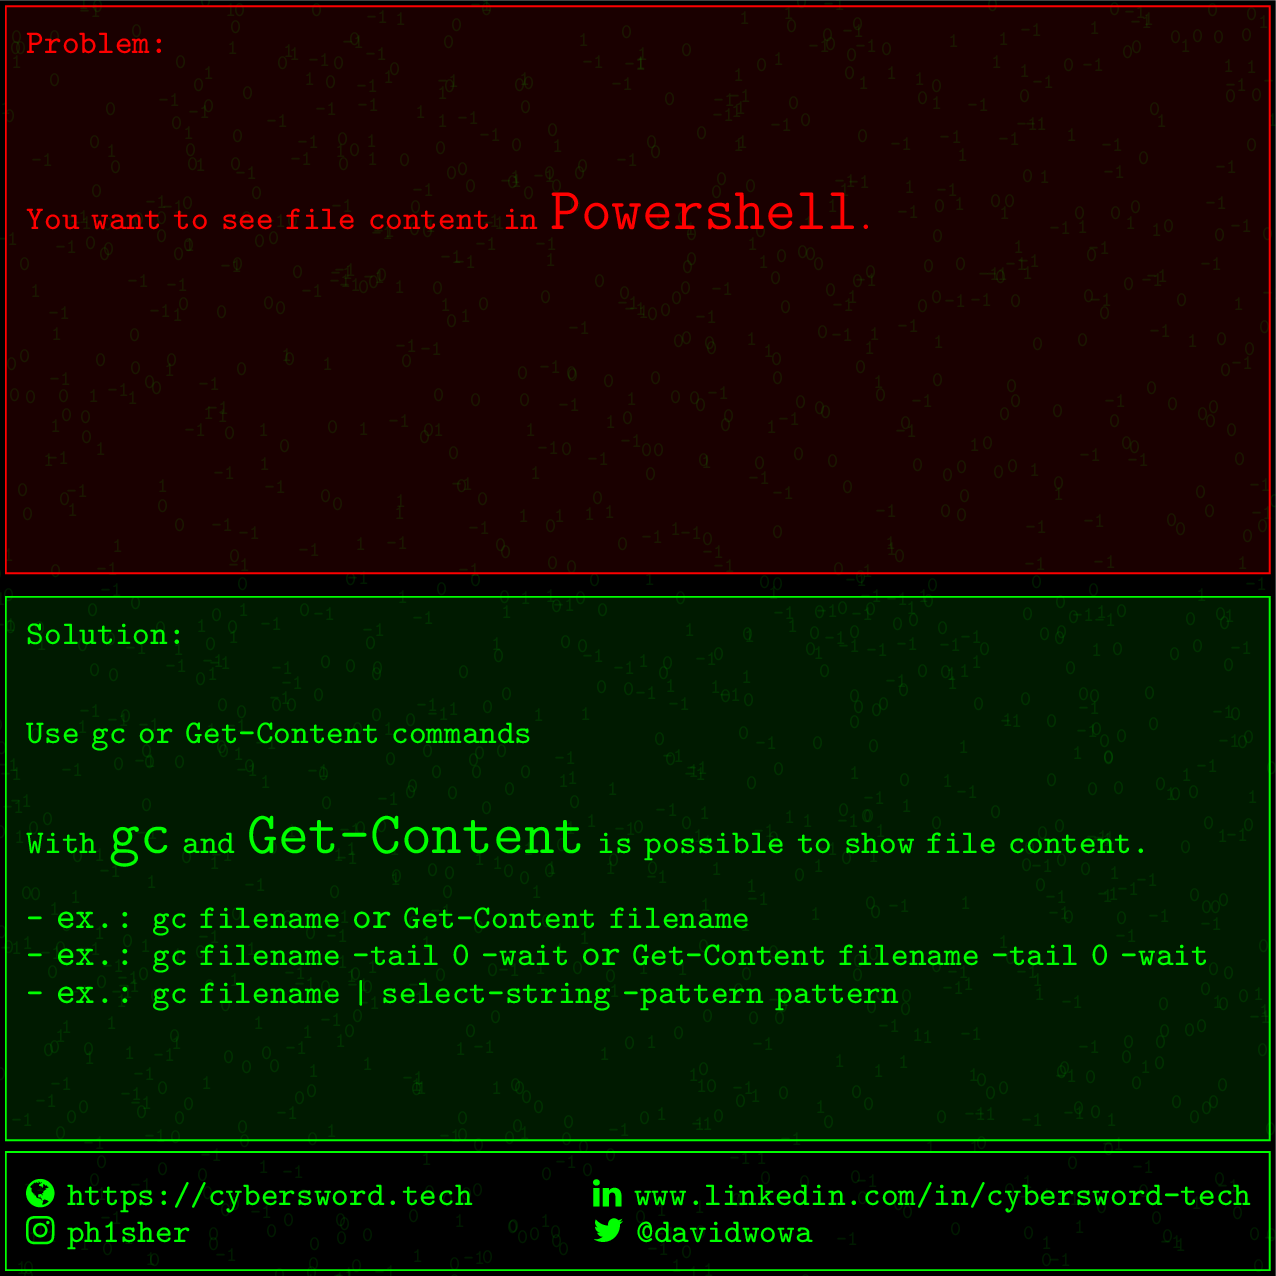 Problem:
You want to see file content in Powershell.
Solution:
Use gc or Get-Content commands
With gc and Get-Content is possible to show file content.
- ex.: gc filename or Get-Content filename
- ex.: gc filename -tail 0 -wait or Get-Content filename -tail 0 -wait
- ex.: gc filename | select-string -pattern pattern
https://cybersword.tech
www.linkedin.com/in/cybersword-tech
ph1sher
@davidwowa